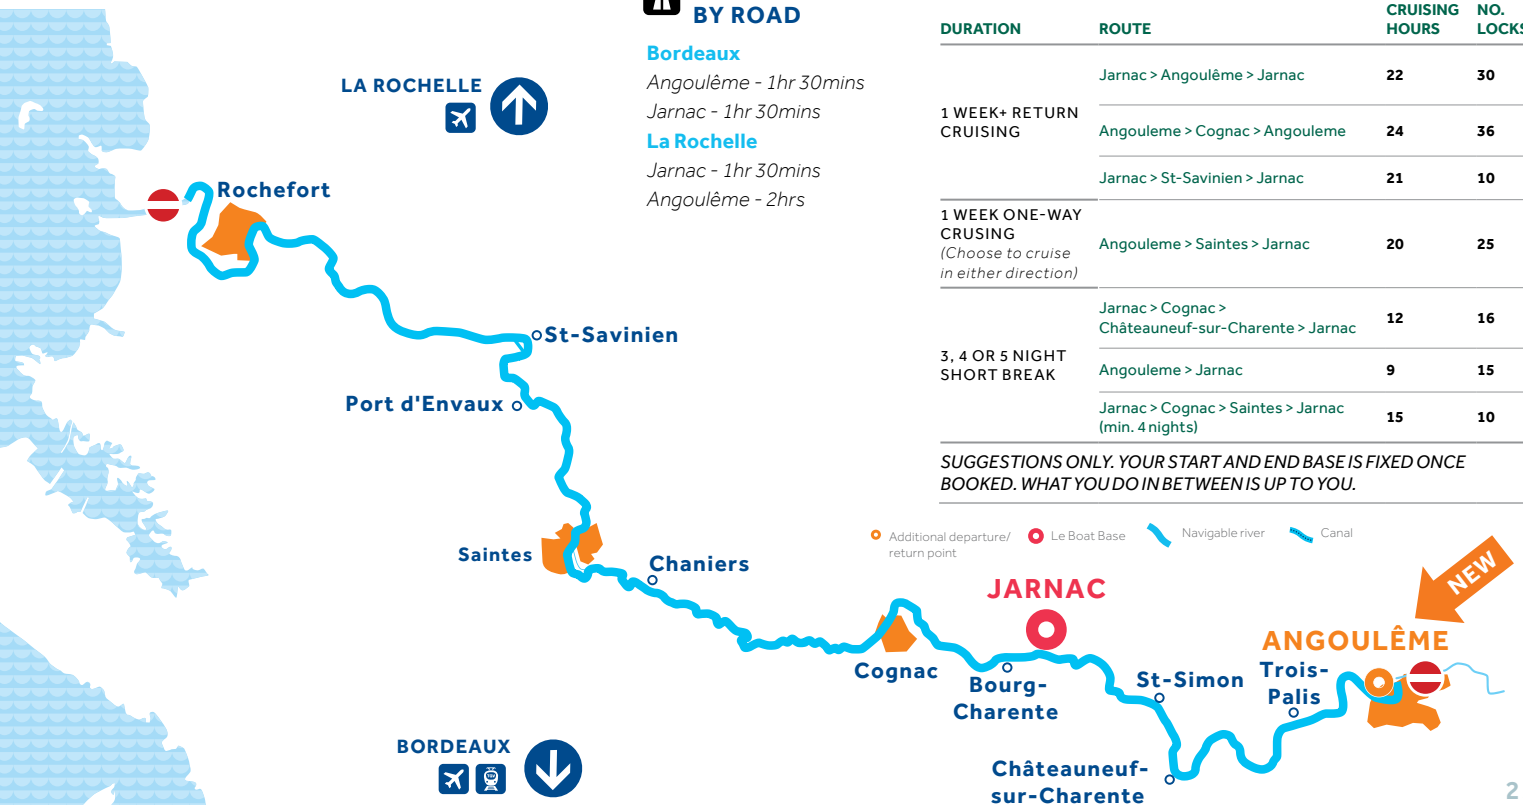 BY ROAD
Bordeaux
Angoulême - 1hr 30mins
Jarnac - 1hr 30mins
La Rochelle
Jarnac - 1hr 30mins
Angoulême - 2hrs
DURATION ROUTE CRUISING HOURS NO. LOCKS
1 WEEK+ RETURN
CRUISING
Jarnac > Angoulême > Jarnac 22 30
Angouleme > Cognac > Angouleme 24 36
Jarnac > St-Savinien > Jarnac 21 10
1 WEEK ONE-WAY
CRUSING
(Choose to cruise
in either direction)
Angouleme > Saintes > Jarnac 20 25
3, 4 OR 5 NIGHT
SHORT BREAK
Jarnac > Cognac >
Châteauneuf-sur-Charente > Jarnac 12 16
Angouleme > Jarnac 9 15
Jarnac > Cognac > Saintes > Jarnac
(min. 4 nights) 15 10
SUGGESTIONS ONLY. YOUR START AND END BASE IS FIXED ONCE
BOOKED. WHAT YOU DO IN BETWEEN IS UP TO YOU.
Additional departure/
return point
Le Boat Base
Navigable river
Canal
LA ROCHELLE
Rochefort
St-Savinien
Port d'Envaux
Saintes
Chaniers
Cognac
JARNAC
Bourg-
Charente
St-Simon
Châteauneuf-
sur-Charente
Trois-
Palis
ANGOULÊME
NEW
BORDEAUX
2